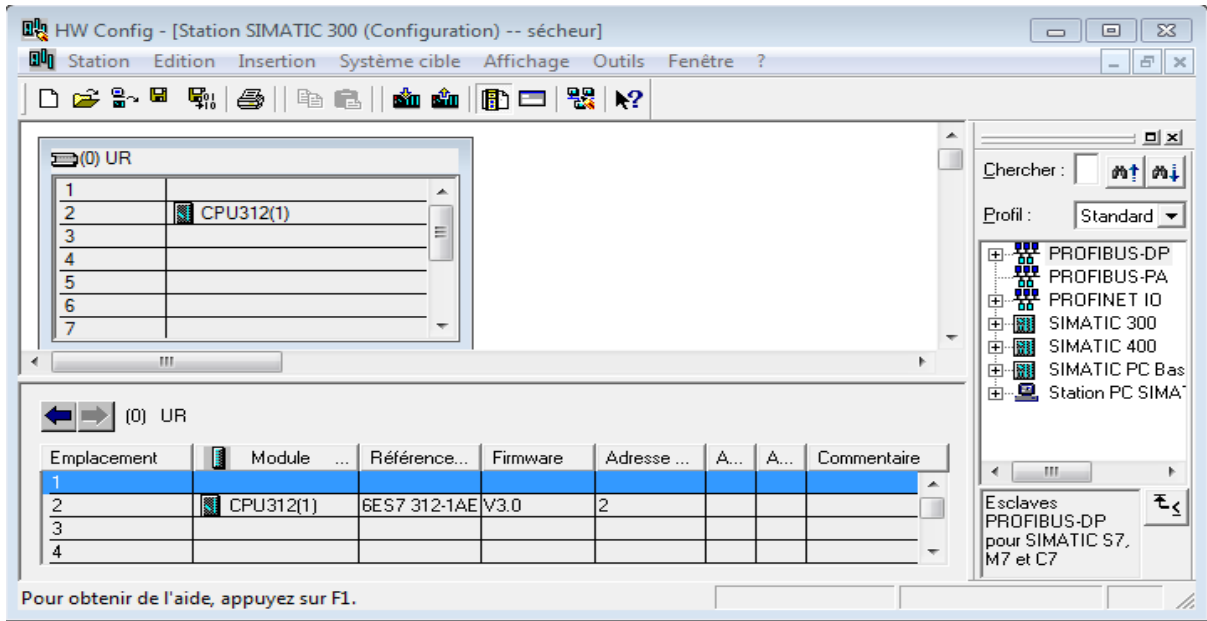 HW Config - [Station SIMATIC 300 (Configuration) -- sécheur]
Station Edition Insertion Système cible Affichage Outils Fenêtre ?
(0) UR
1
2 CPU312(1)
3
4
5
6
7
(0) UR
Emplacement Module ... Référence... Firmware Adresse ... A... A... Commentaire
1
2 CPU312(1) 6ES7 312-1AE V3.0 2
3
4
Chercher :
Profil : Standard
PROFIBUS-DP
PROFIBUS-PA
PROFINET IO
SIMATIC 300
SIMATIC 400
SIMATIC PC Bas
Station PC SIMAT
Esclaves
PROFIBUS-DP
pour SIMATIC S7,
M7 et C7
Pour obtenir de l'aide, appuyez sur F1.